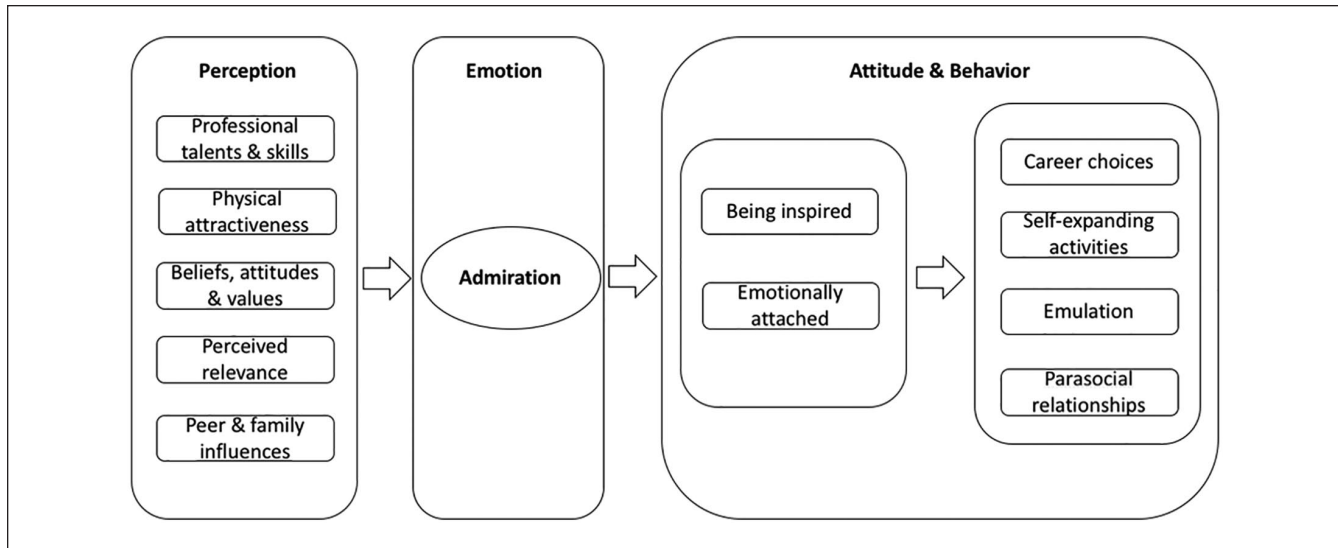 Perception
Professional
talents & skills
Physical
attractiveness
Beliefs, attitudes
& values
Perceived
relevance
Peer & family
influences
Emotion
Admiration
Attitude & Behavior
Being inspired
Emotionally
attached
Career choices
Self-expanding
activities
Emulation
Parasocial
relationships